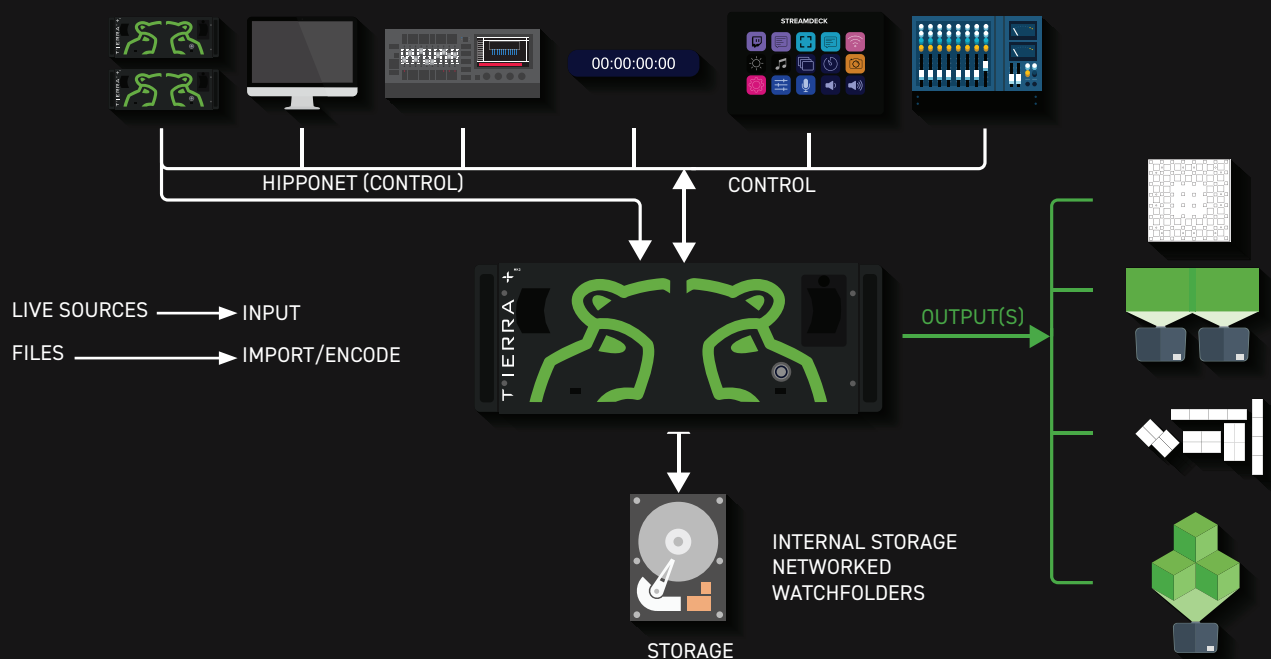 TIERRA +
TIERRA +
STREAMDECK
00:00:00:00
HIPPONET (CONTROL)
CONTROL
LIVE SOURCES
INPUT
FILES
IMPORT/ENCODE
TIERRA +
MK2
OUTPUT(S)
INTERNAL STORAGE
NETWORKED
WATCHFOLDERS
STORAGE